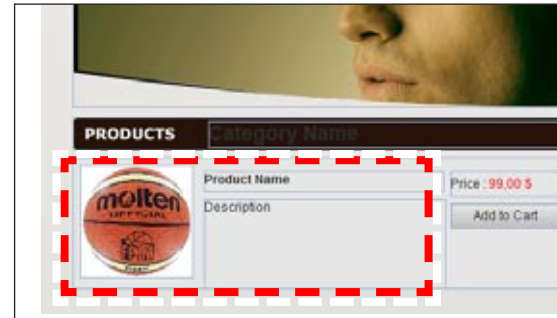 PRODUCTS Category Name
molten
OFFICIAL
Product Name
Price : 99,00 $
Description
Add to Cart